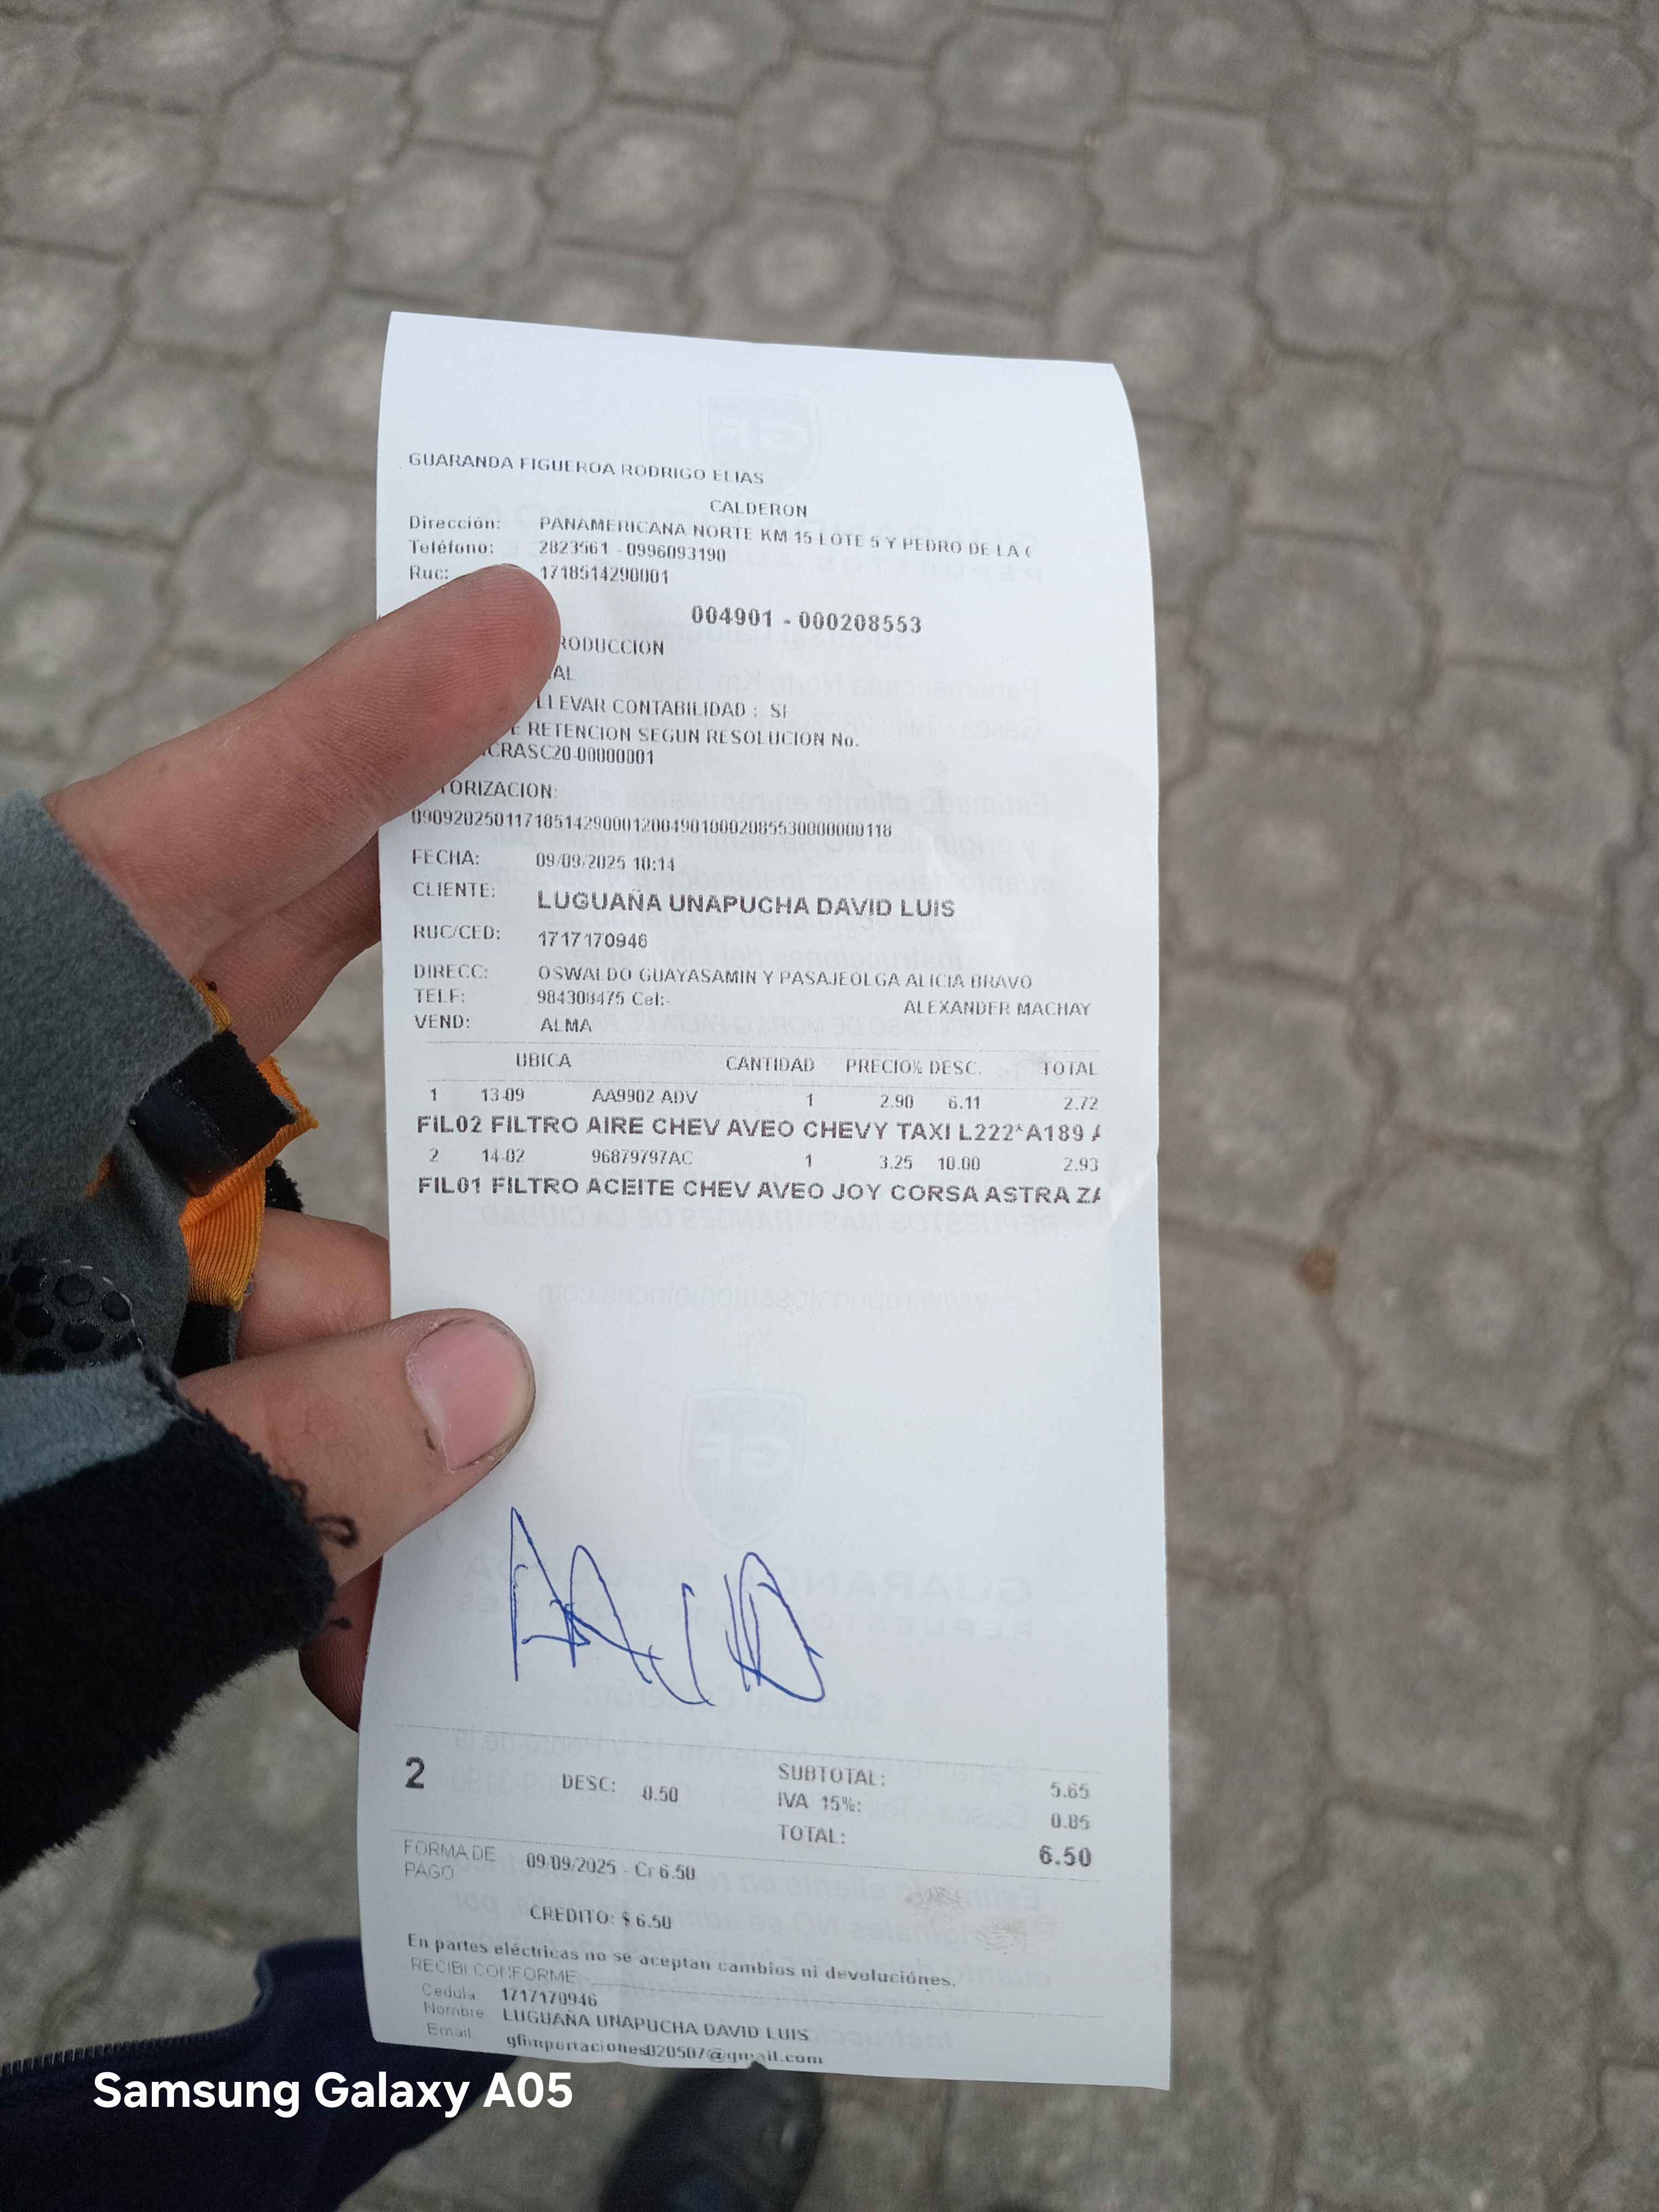 GUARANDA FIGUEROA RODRIGO ELIAS
CALDERON
Dirección: PANAMERICANA NORTE KM 15 LOTE 5 Y PEDRO DE LA
Teléfono: 2823561 - 0996093190
Ruc: 1718514290001
004901 - 000208553
RODUCCION
AL
LLEVAR CONTABILIDAD : SI
E RETENCION SEGUN RESOLUCION No.
CRASC20-00000001
TORIZACION:
0909202501171851429000120049010002085530000000118
FECHA: 09/09/2025 10:14
CLIENTE: LUGUAÑA UNAPUCHA DAVID LUIS
RUC/CED: 1717170946
DIRECC: OSWALDO GUAYASAMIN Y PASAJEOLGA ALICIA BRAVO
TELF: 984308475 Cel:- ALEXANDER MACHAY
VEND: ALMA
UBICA CANTIDAD PRECIO% DESC. TOTAL
1 13-09 AA9902 ADV 1 2.90 6.11 2.72
FIL02 FILTRO AIRE CHEV AVEO CHEVY TAXI L222*A189
2 14-02 96879797AC 1 3.25 10.00 2.93
FIL01 FILTRO ACEITE CHEV AVEO JOY CORSA ASTRA ZA
2 DESC: 0.50 SUBTOTAL: 5.65
IVA 15%: 0.85
TOTAL: 6.50
FORMA DE PAGO 09/09/2025 - Cr 6.50
CREDITO: $ 6.50
En partes eléctricas no se aceptan cambios ni devoluciónes.
RECIBI CONFORME
Cedula 1717170946
Nombre LUGUAÑA UNAPUCHA DAVID LUIS
Email gfimportaciones020507@gmail.com
Samsung Galaxy A05